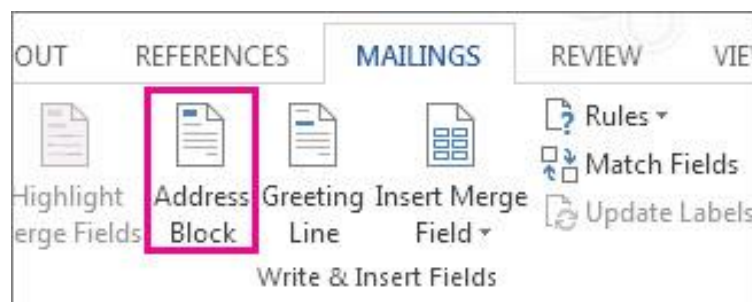 OUT REFERENCES MAILINGS REVIEW VIE
Highlight
erge Fields
Address
Block
Greeting
Line
Insert Merge
Field
Rules
Match Fields
Update Labels
Write & Insert Fields